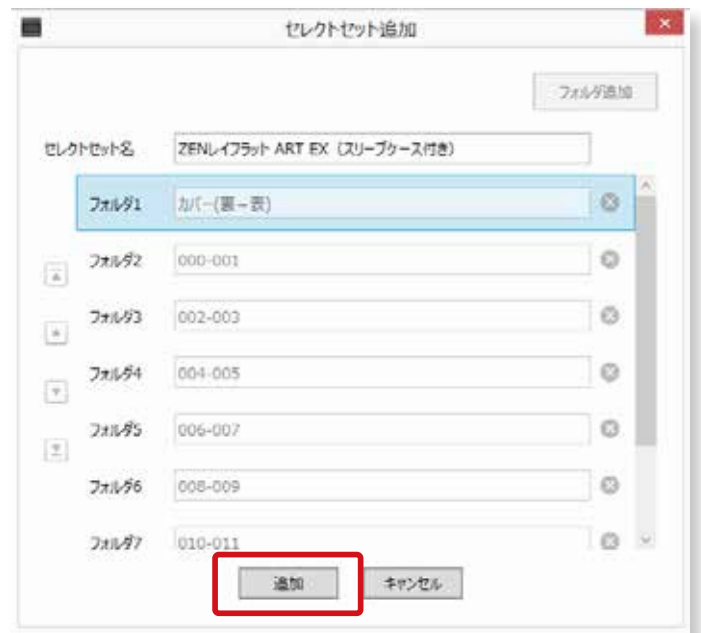 セレクトセット追加
フォルダ追加
セレクトセット名 ZENレイフラット ART EX（スリーブケース付き）
フォルダ1 カバー(裏－表)
フォルダ2 000-001
フォルダ3 002-003
フォルダ4 004-005
フォルダ5 006-007
フォルダ6 008-009
フォルダ7 010-011
追加 キャンセル